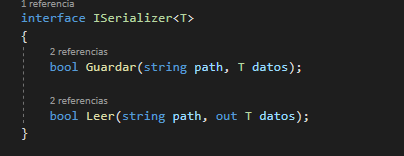 1 referencia
interface ISerializer<T>
{
2 referencias
bool Guardar(string path, T datos);
2 referencias
bool Leer(string path, out T datos);
}